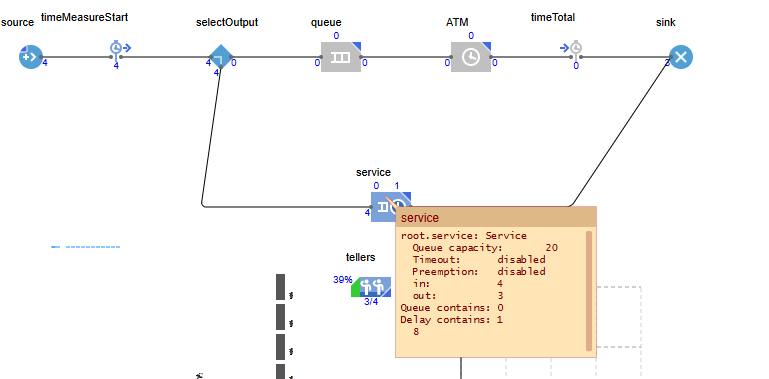 source timeMeasureStart selectOutput queue ATM timeTotal sink
0 0
4 4 4 0 0 0 0 0 0 3
4
service
0 1
4
service
root.service: Service
Queue capacity: 20
Timeout: disabled
Preemption: disabled
in: 4
out: 3
Queue contains: 0
Delay contains: 1
8
tellers
39%
3/4